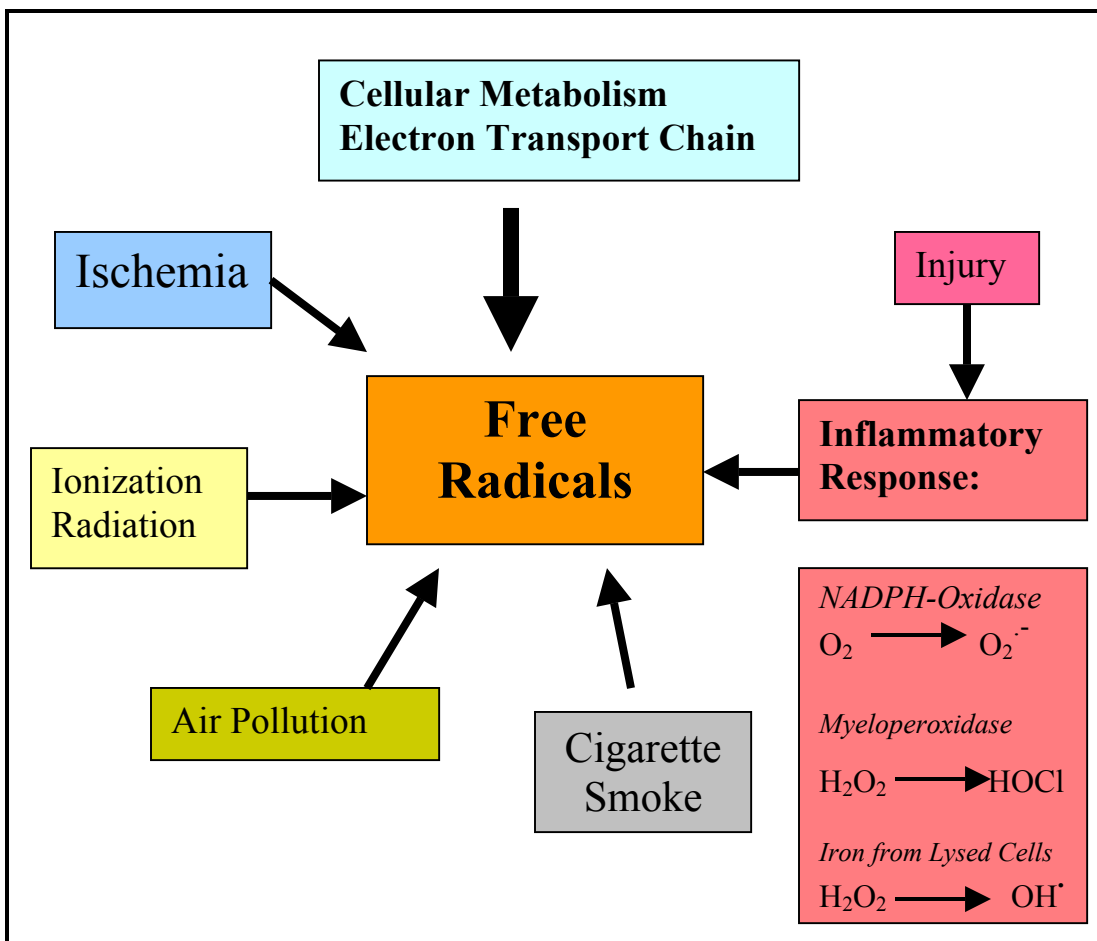 Cellular Metabolism
Electron Transport Chain
Ischemia
Injury
Free
Radicals
Inflammatory
Response:
Ionization
Radiation
NADPH-Oxidase
O₂ → O₂·⁻
Air Pollution
Cigarette
Smoke
Myeloperoxidase
H₂O₂ → HOCl
Iron from Lysed Cells
H₂O₂ → OH·